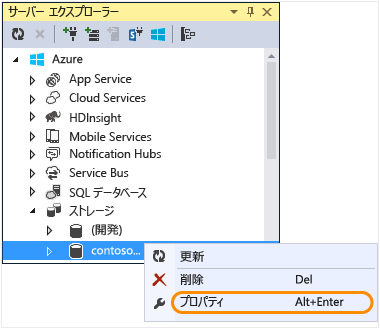 サーバー エクスプローラー
Azure
App Service
Cloud Services
HDInsight
Mobile Services
Notification Hubs
Service Bus
SQL データベース
ストレージ
(開発)
contoso...
更新
削除 Del
プロパティ Alt+Enter